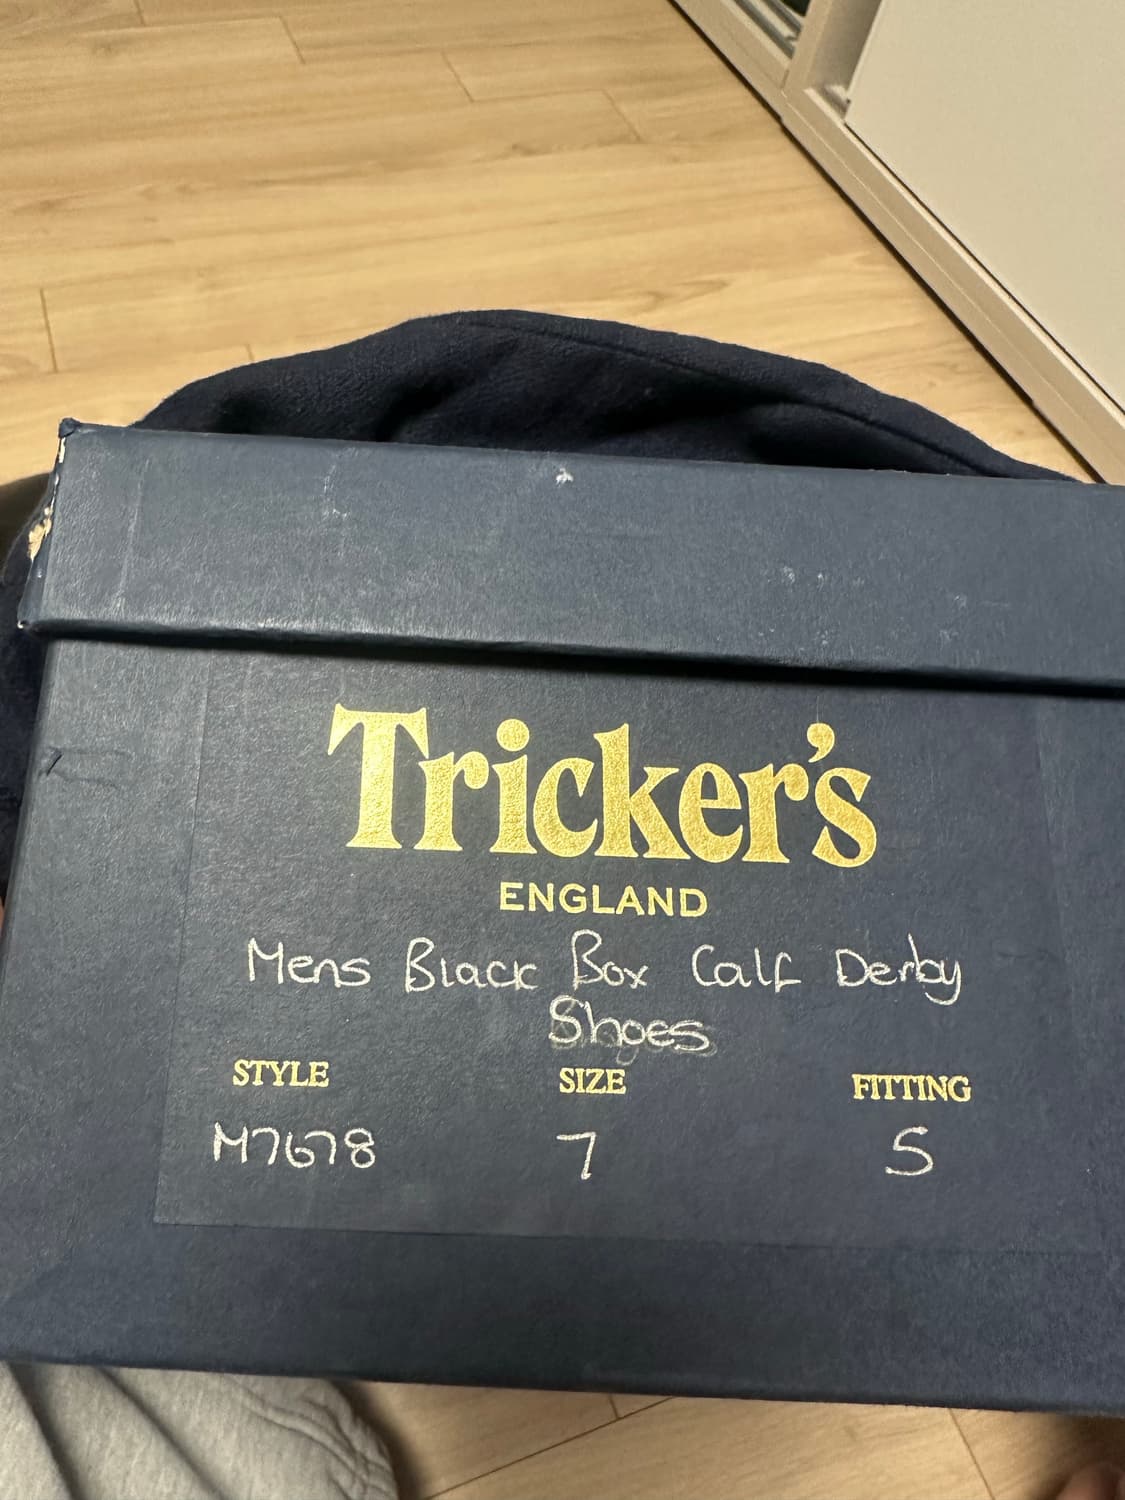 Tricker's
ENGLAND
Mens Black Box Calf Derby
Shoes
STYLE SIZE FITTING
M7678 7 5